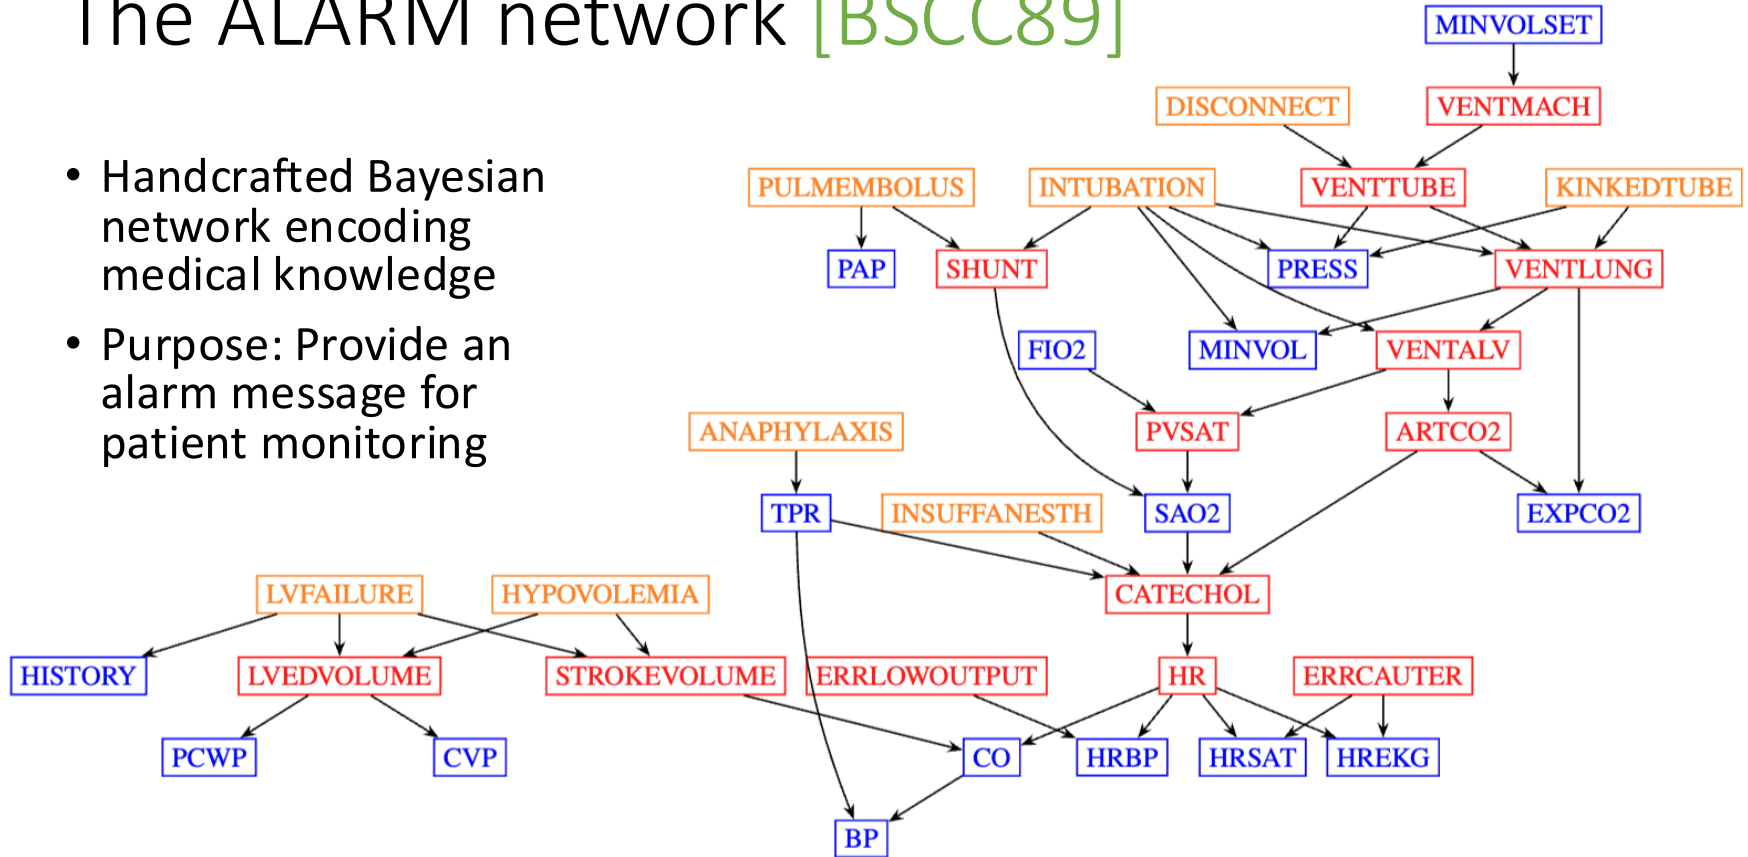 The ALARM network [BSCC89]
• Handcrafted Bayesian
network encoding
medical knowledge
• Purpose: Provide an
alarm message for
patient monitoring
MINVOLSET
DISCONNECT
VENTMACH
PULMEMBOLUS
INTUBATION
VENTTUBE
KINKEDTUBE
PAP
SHUNT
PRESS
VENTLUNG
FIO2
MINVOL
VENTALV
ANAPHYLAXIS
PVSAT
ARTCO2
TPR
INSUFFANESTH
SAO2
EXPCO2
LVFAILURE
HYPOVOLEMIA
CATECHOL
HISTORY
LVEDVOLUME
STROKEVOLUME
ERRLOWOUTPUT
HR
ERRCAUTER
PCWP
CVP
CO
HRBP
HRSAT
HREKG
BP